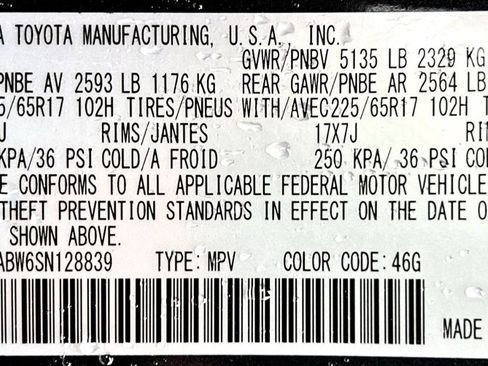 A TOYOTA MANUFACTURING, U.S.A., INC.
GVWR/PNBV 5135 LB 2329 KG
PNBE AV 2593 LB 1176 KG REAR GAWR/PNBE AR 2564 LB
5/65R17 102H TIRES/PNEUS WITH/AVEC225/65R17 102H T
J RIMS/JANTES 17X7J RI
KPA/36 PSI COLD/A FROID 250 KPA/ 36 PSI CO
E CONFORMS TO ALL APPLICABLE FEDERAL MOTOR VEHICLE
THEFT PREVENTION STANDARDS IN EFFECT ON THE DATE O
SHOWN ABOVE.
ABW6SN128839 TYPE: MPV COLOR CODE: 46G
MADE